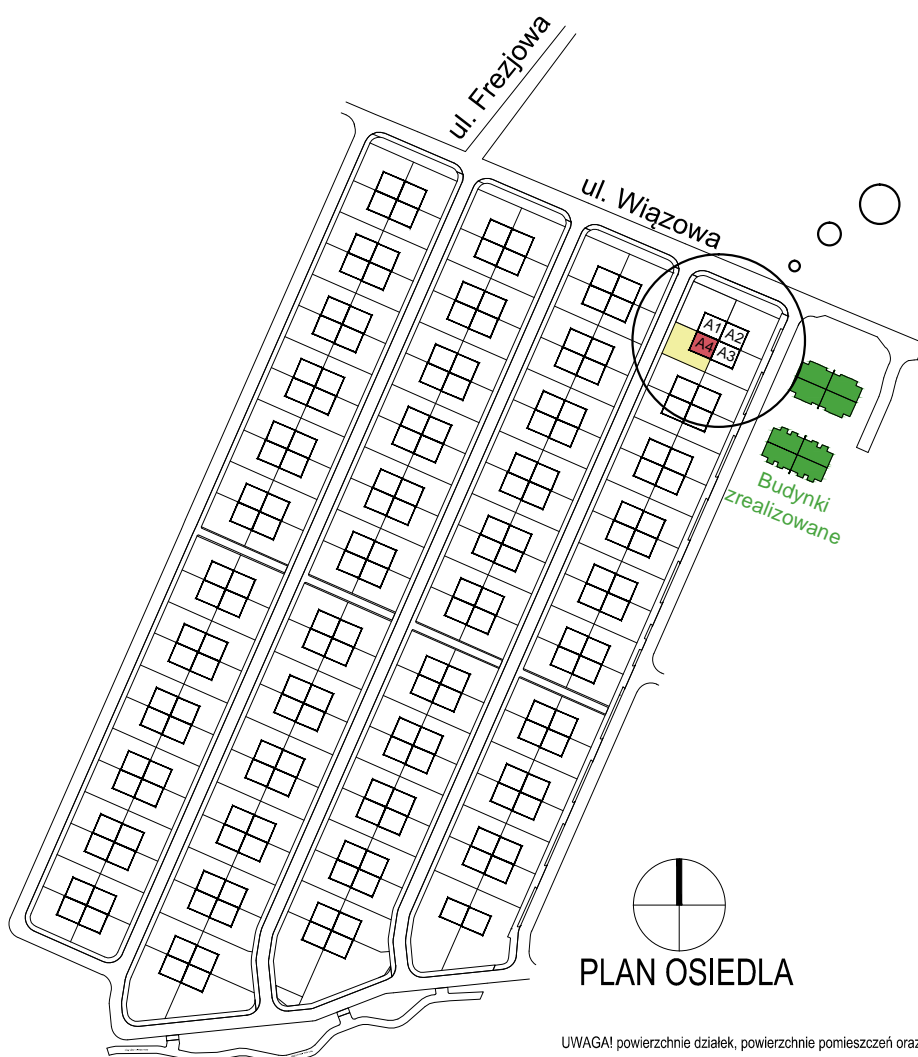 ul. Frezjowa
ul. Wiązowa
A1 A2
A4 A3
Budynki
zrealizowane
PLAN OSIEDLA
UWAGA! powierzchnie działek, powierzchnie pomieszczeń oraz